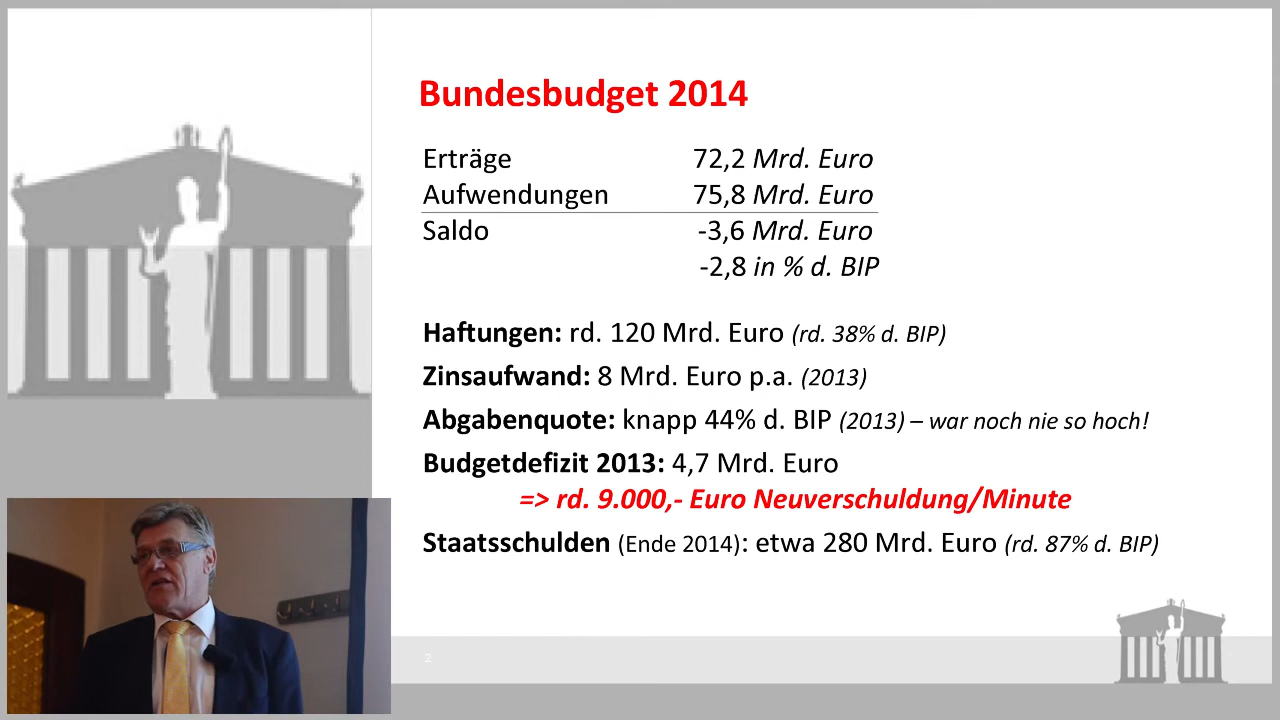 Bundesbudget 2014
Erträge 72,2 Mrd. Euro
Aufwendungen 75,8 Mrd. Euro
Saldo -3,6 Mrd. Euro
-2,8 in % d. BIP
Haftungen: rd. 120 Mrd. Euro (rd. 38% d. BIP)
Zinsaufwand: 8 Mrd. Euro p.a. (2013)
Abgabenquote: knapp 44% d. BIP (2013) – war noch nie so hoch!
Budgetdefizit 2013: 4,7 Mrd. Euro
=> rd. 9.000,- Euro Neuverschuldung/Minute
Staatsschulden (Ende 2014): etwa 280 Mrd. Euro (rd. 87% d. BIP)
2